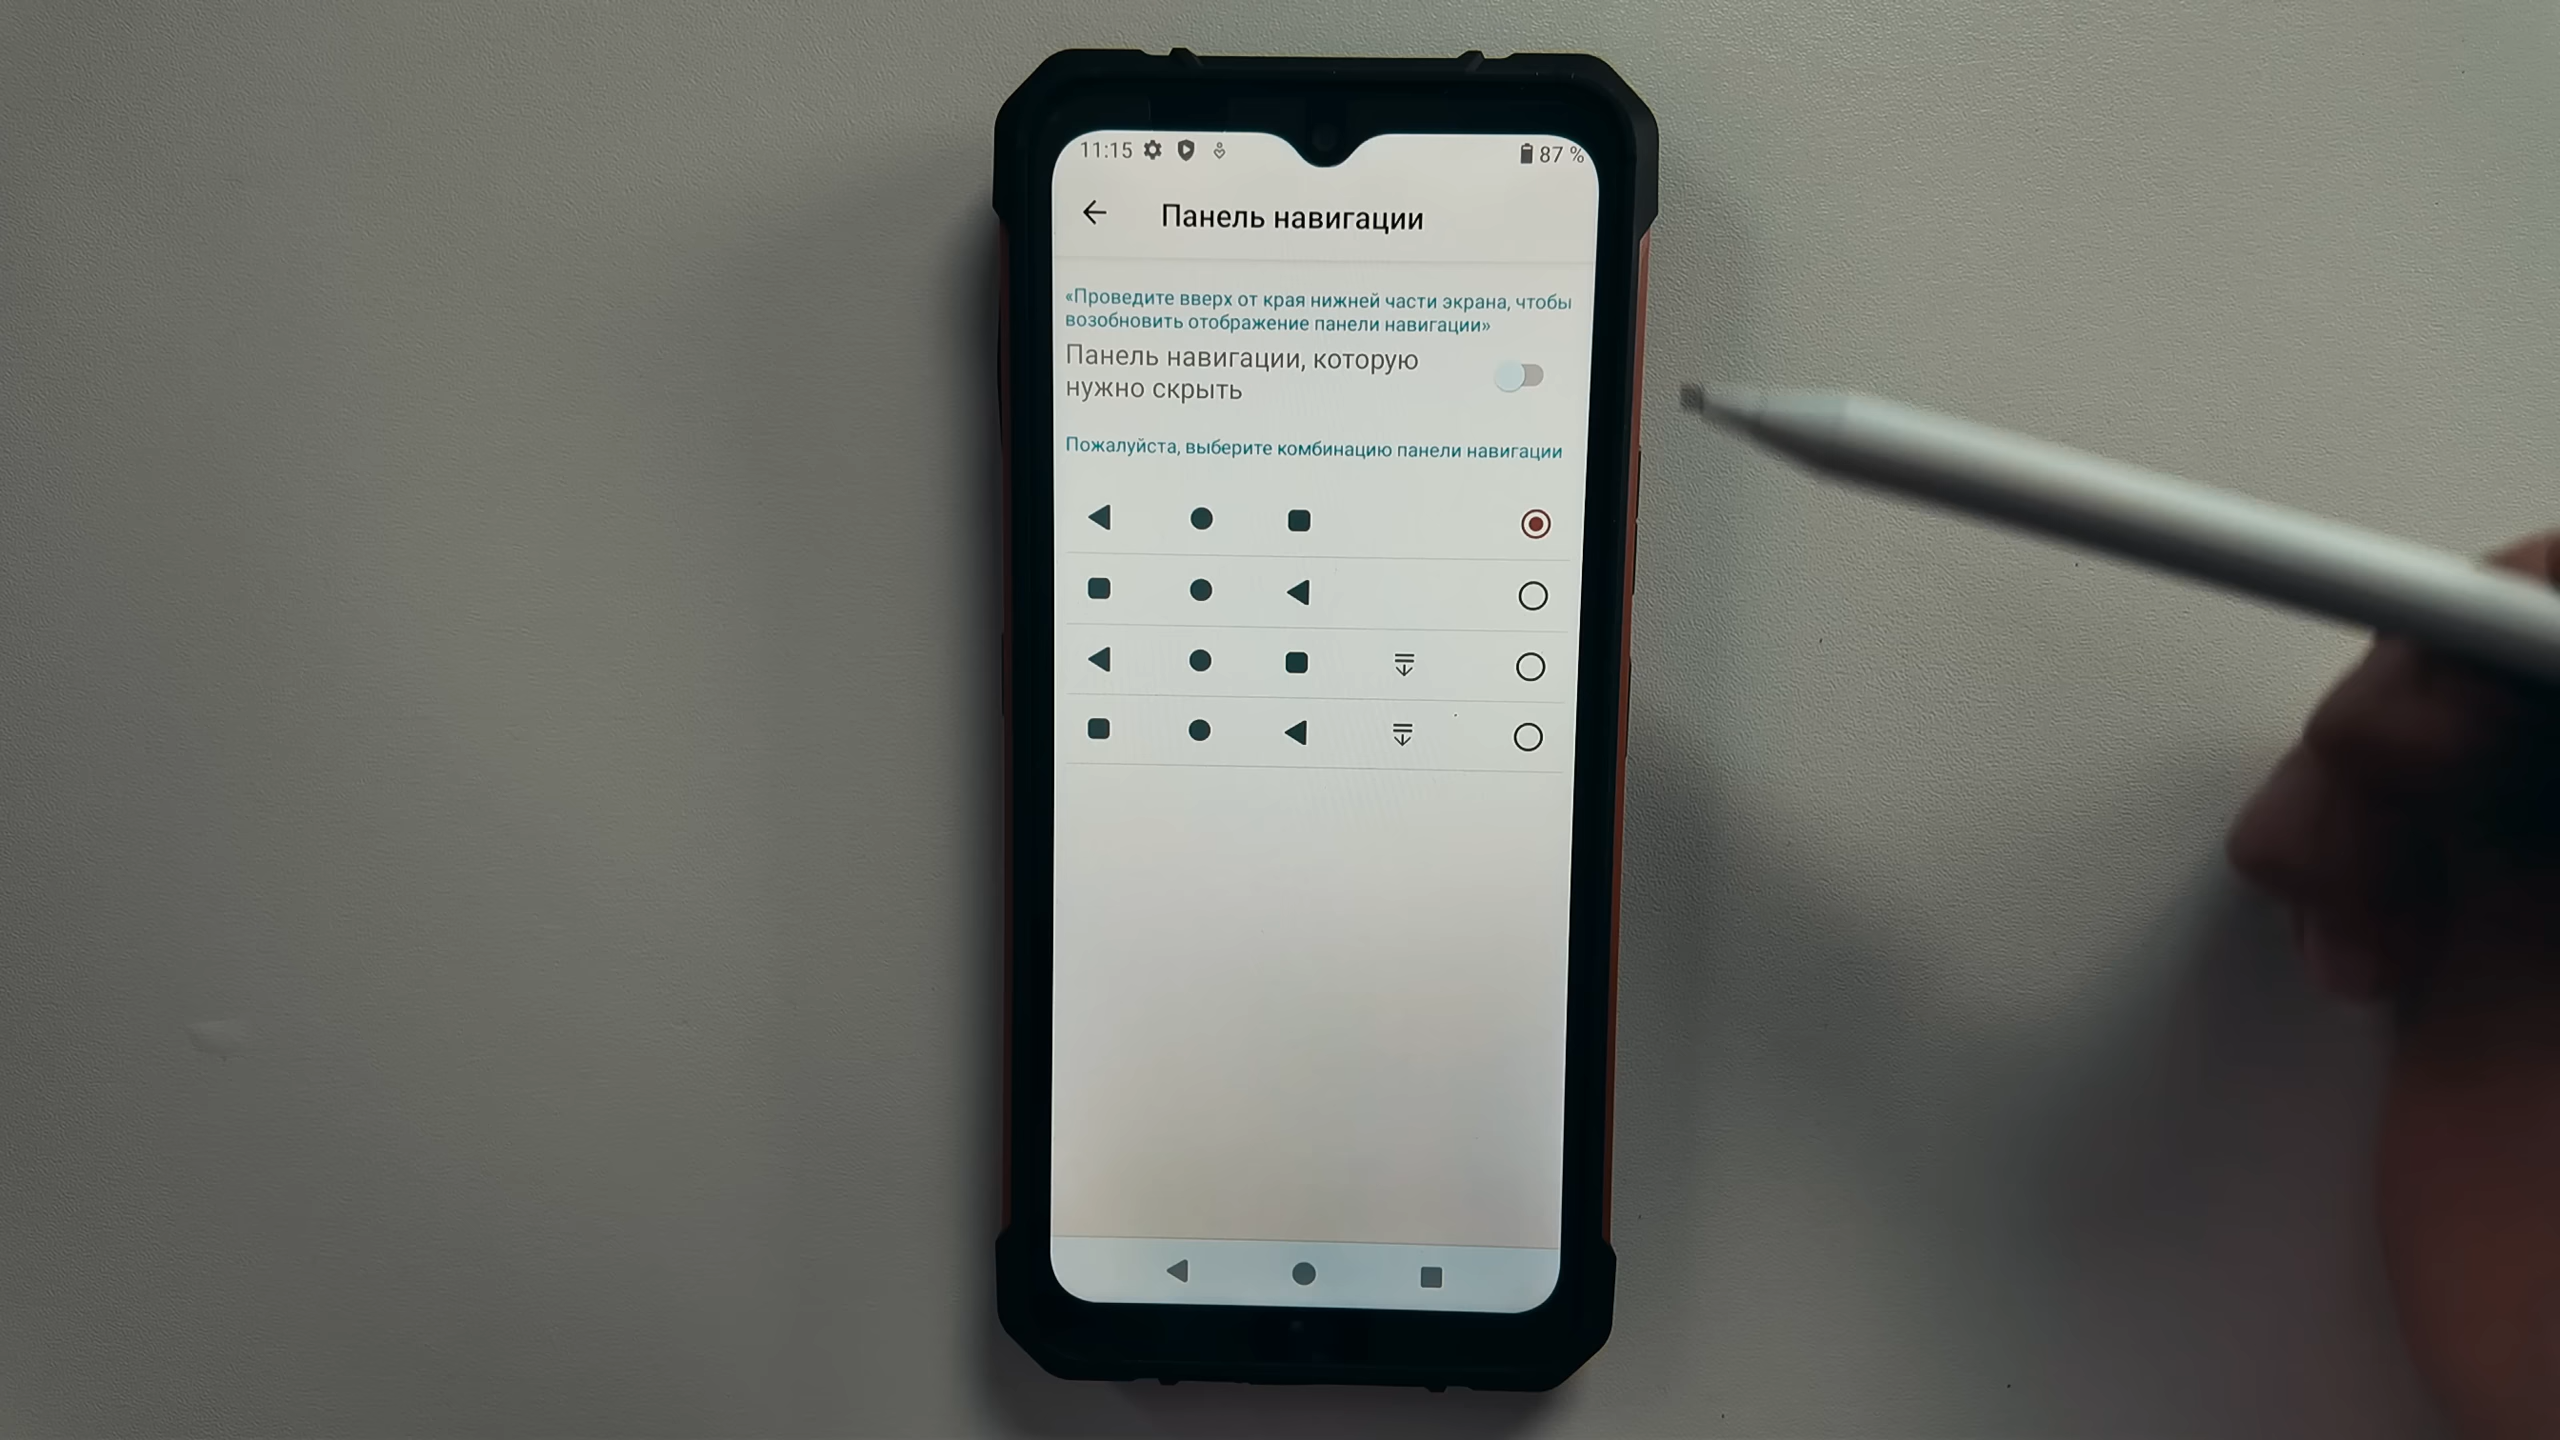 11:15
87 %
Панель навигации
«Проведите вверх от края нижней части экрана, чтобы
возобновить отображение панели навигации»
Панель навигации, которую
нужно скрыть
Пожалуйста, выберите комбинацию панели навигации